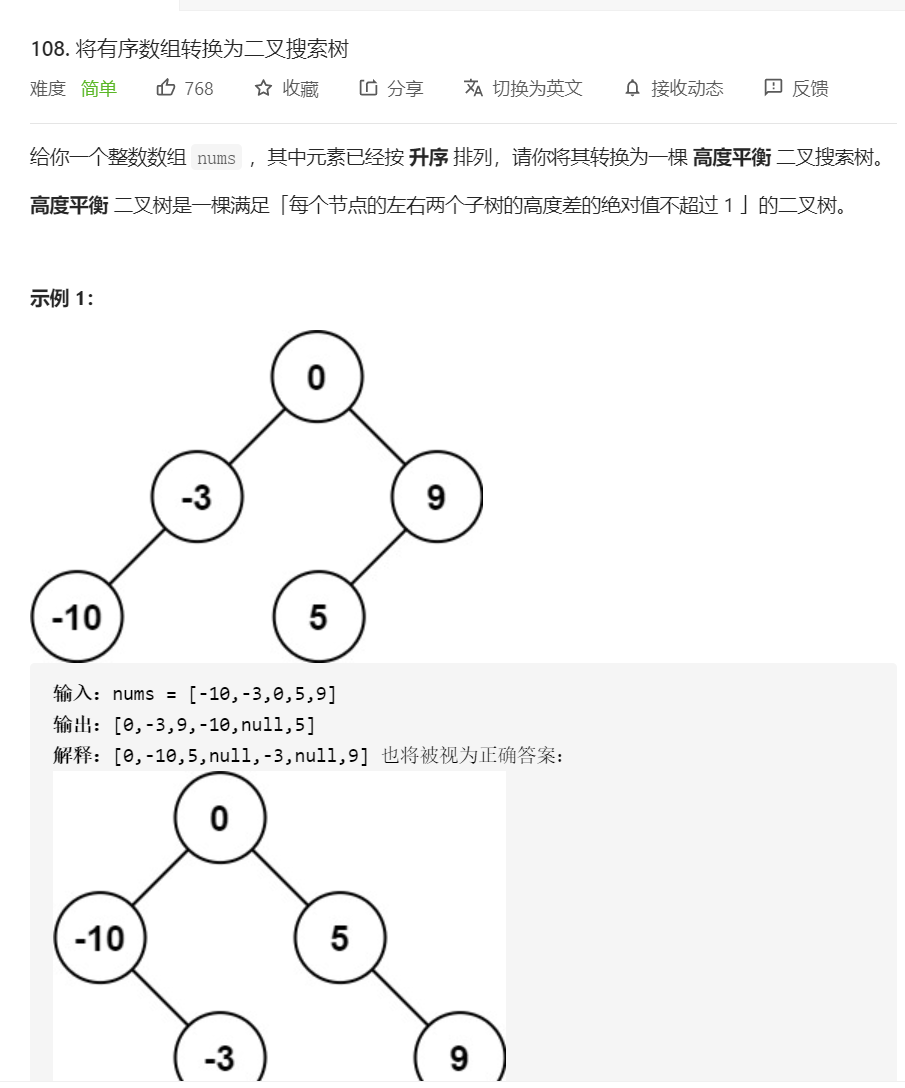 108. 将有序数组转换为二叉搜索树
难度 简单 768 收藏 分享 切换为英文 接收动态 反馈
给你一个整数数组 nums ，其中元素已经按 升序 排列，请你将其转换为一棵 高度平衡 二叉搜索树。
高度平衡 二叉树是一棵满足「每个节点的左右两个子树的高度差的绝对值不超过 1 」的二叉树。
示例 1：
0
-3 9
-10 5
输入：nums = [-10,-3,0,5,9]
输出：[0,-3,9,-10,null,5]
解释：[0,-10,5,null,-3,null,9] 也将被视为正确答案：
0
-10 5
-3 9